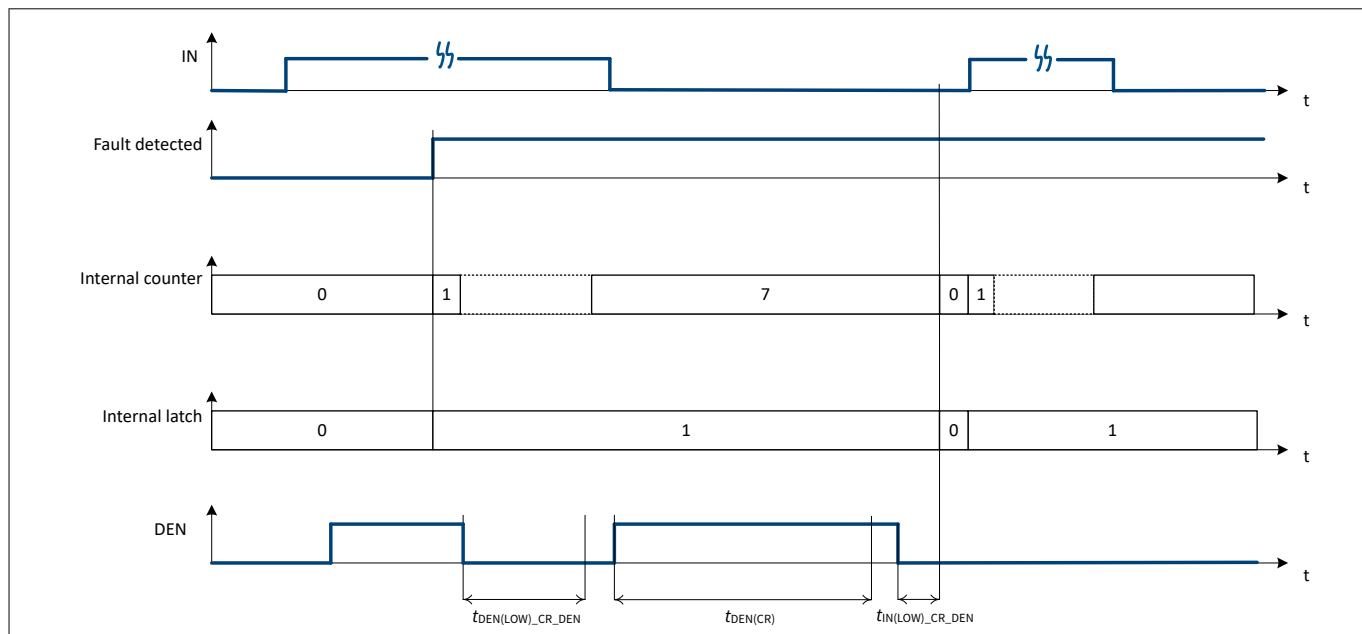 IN
t
Fault detected
t
Internal counter
0 1 7 0 1
t
Internal latch
0 1 0 1
t
DEN
t
tDEN(LOW)_CR_DEN tDEN(CR) tIN(LOW)_CR_DEN